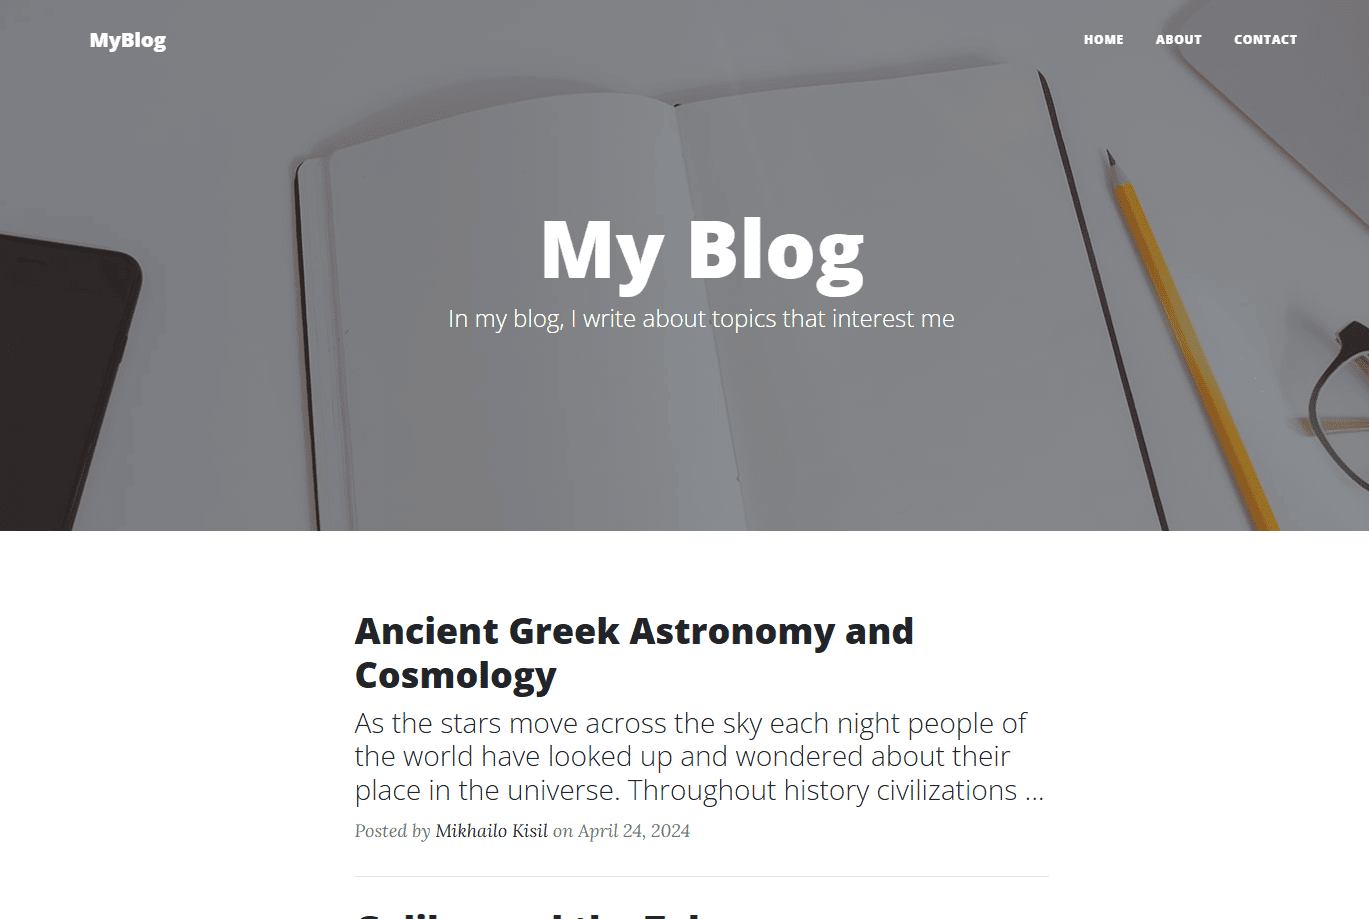 MyBlog
HOME ABOUT CONTACT
My Blog
In my blog, I write about topics that interest me
Ancient Greek Astronomy and
Cosmology
As the stars move across the sky each night people of
the world have looked up and wondered about their
place in the universe. Throughout history civilizations ...
Posted by Mikhailo Kisil on April 24, 2024